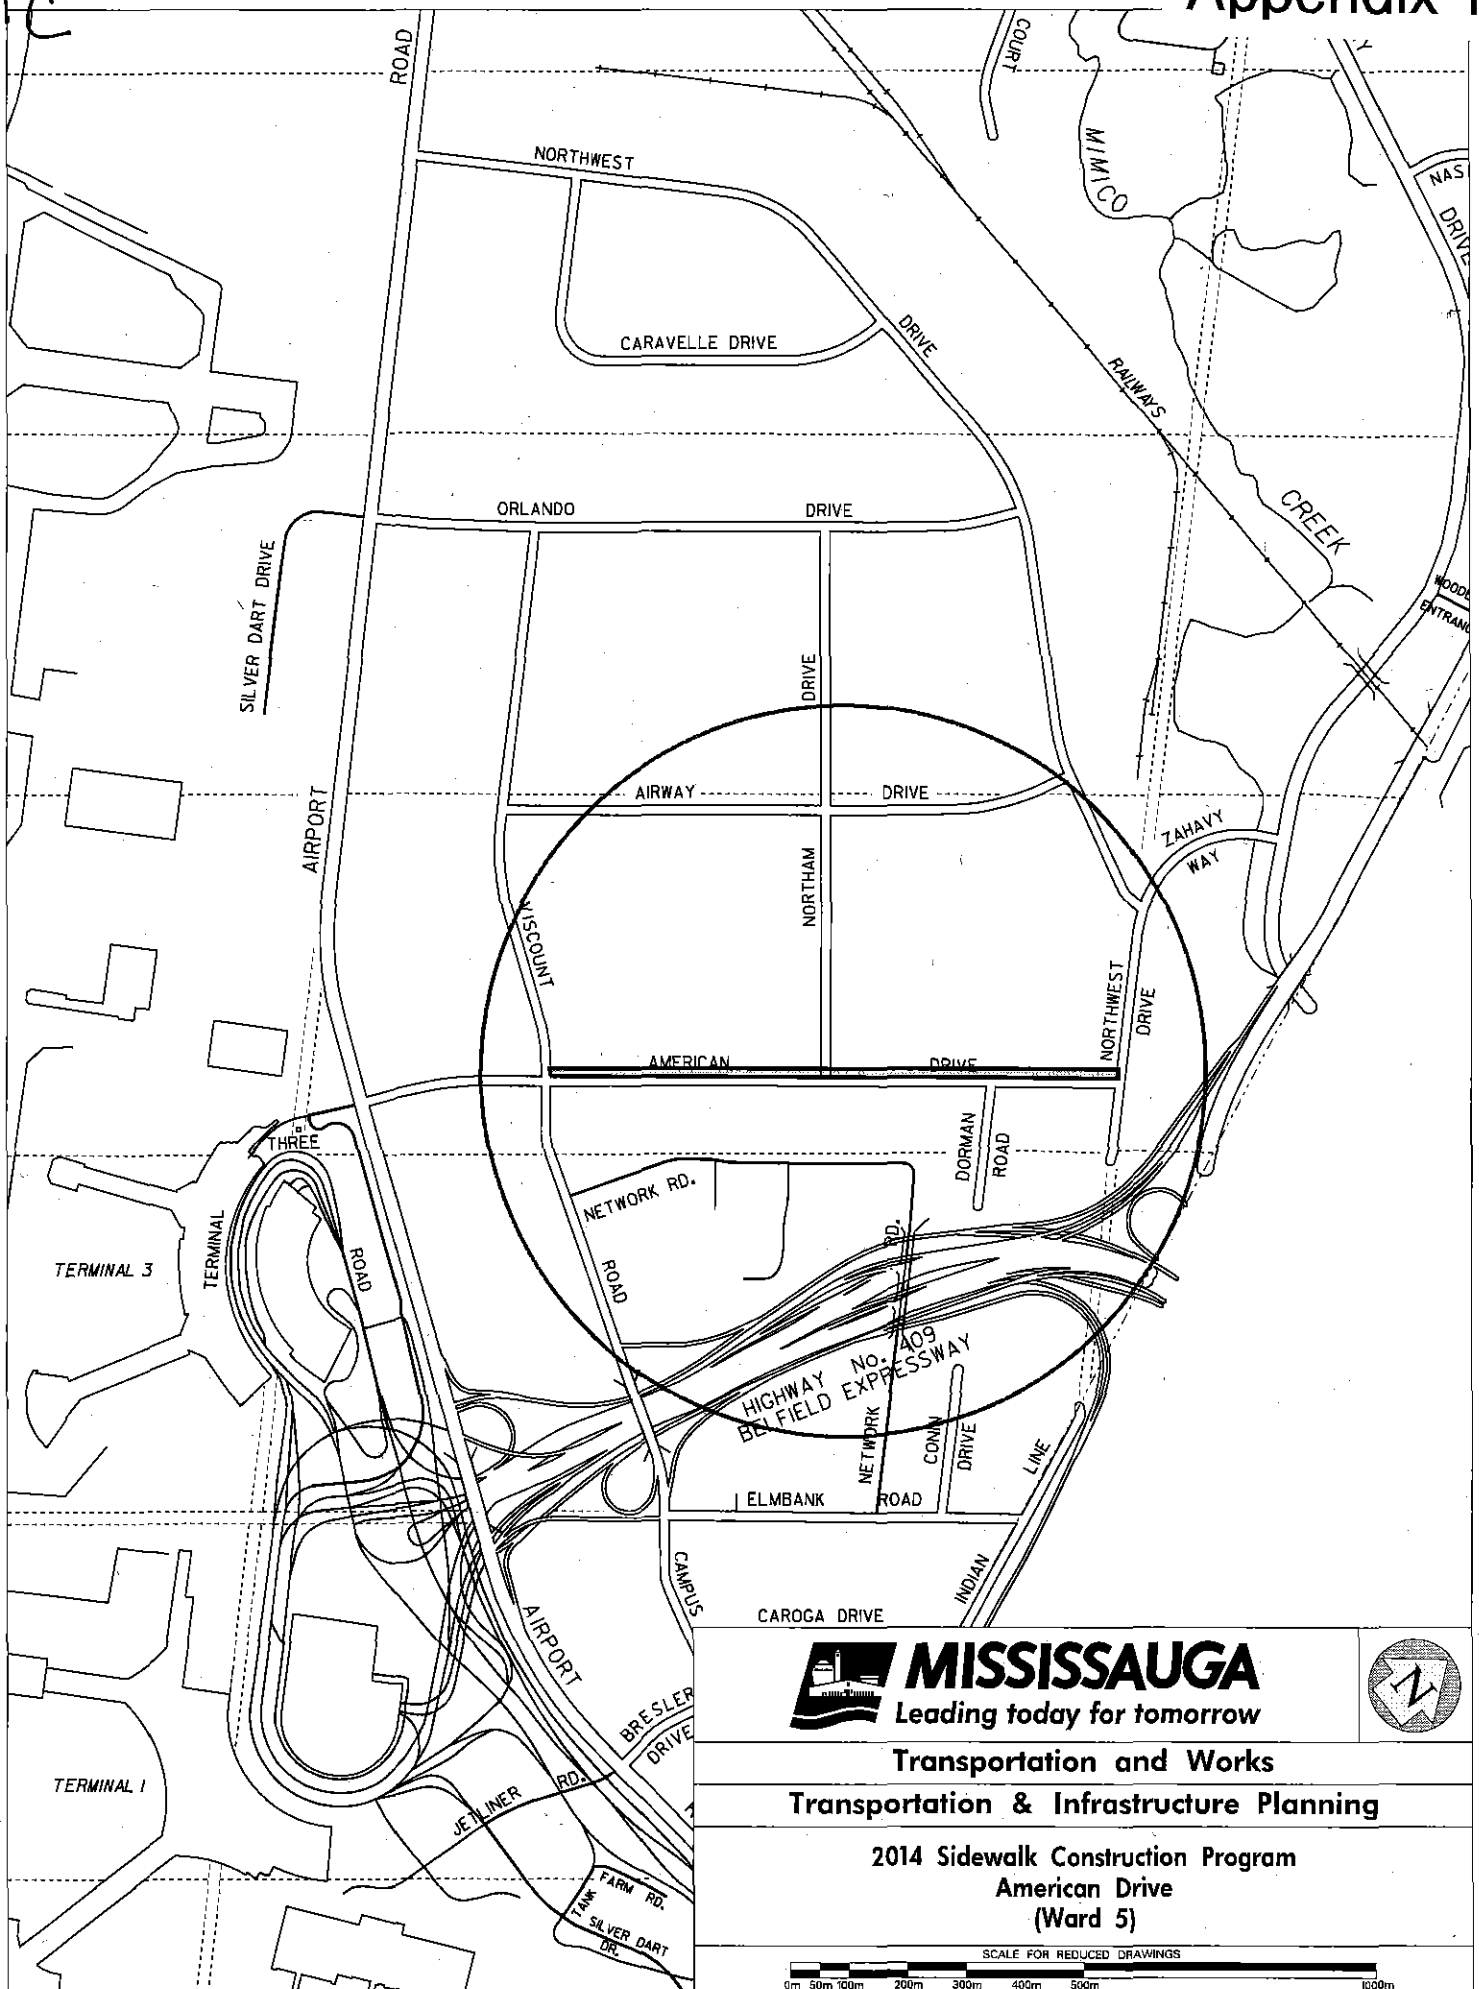 Appendix 1
ROAD
COURT
NORTHWEST
MIMICO
DRIVE
CARAVELLE DRIVE
DRIVE
RAILWAYS
ORLANDO DRIVE
CREEK
SILVER DART DRIVE
DRIVE
AIRPORT
AIRWAY DRIVE
ZAHAVY
WAY
NORTHAM
VISCOUNT
NORTHWEST
DRIVE
AMERICAN DRIVE
THREE
DORMAN
ROAD
NETWORK RD.
RD.
TERMINAL 3
TERMINAL
ROAD
ROAD
HIGHWAY No. 409
BELFIELD EXPRESSWAY
NETWORK
CONN
DRIVE
LINE
ELMBANK ROAD
CAMPUS
INDIAN
AIRPORT
CAROGA DRIVE
MISSISSAUGA
Leading today for tomorrow
N
BRESLER
DRIVE
Transportation and Works
TERMINAL 1
JETLINER RD.
Transportation & Infrastructure Planning
2014 Sidewalk Construction Program
American Drive
(Ward 5)
TANK
FARM RD.
SILVER DART
DR.
SCALE FOR REDUCED DRAWINGS
0m 50m 100m 200m 300m 400m 500m 1000m